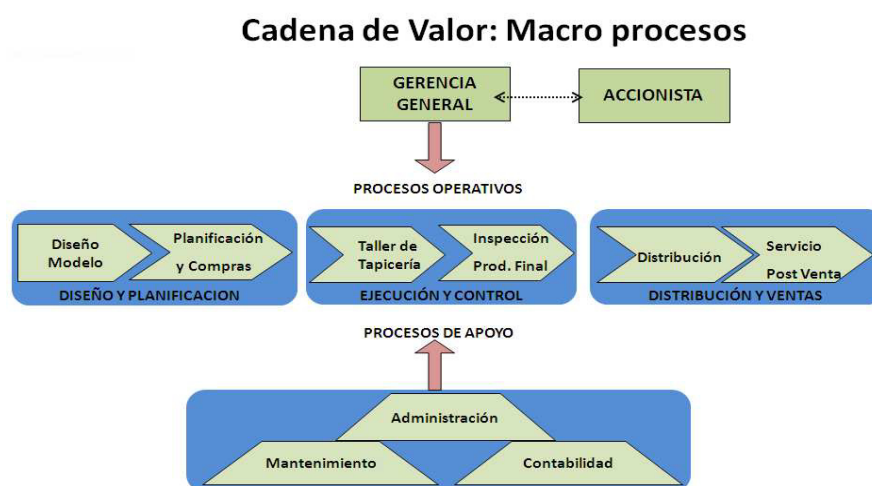 Cadena de Valor: Macro procesos
GERENCIA
GENERAL
ACCIONISTA
PROCESOS OPERATIVOS
Diseño
Modelo
Planificación
y Compras
DISEÑO Y PLANIFICACION
Taller de
Tapicería
Inspección
Prod. Final
EJECUCIÓN Y CONTROL
Distribución
Servicio
Post Venta
DISTRIBUCIÓN Y VENTAS
PROCESOS DE APOYO
Administración
Mantenimiento
Contabilidad